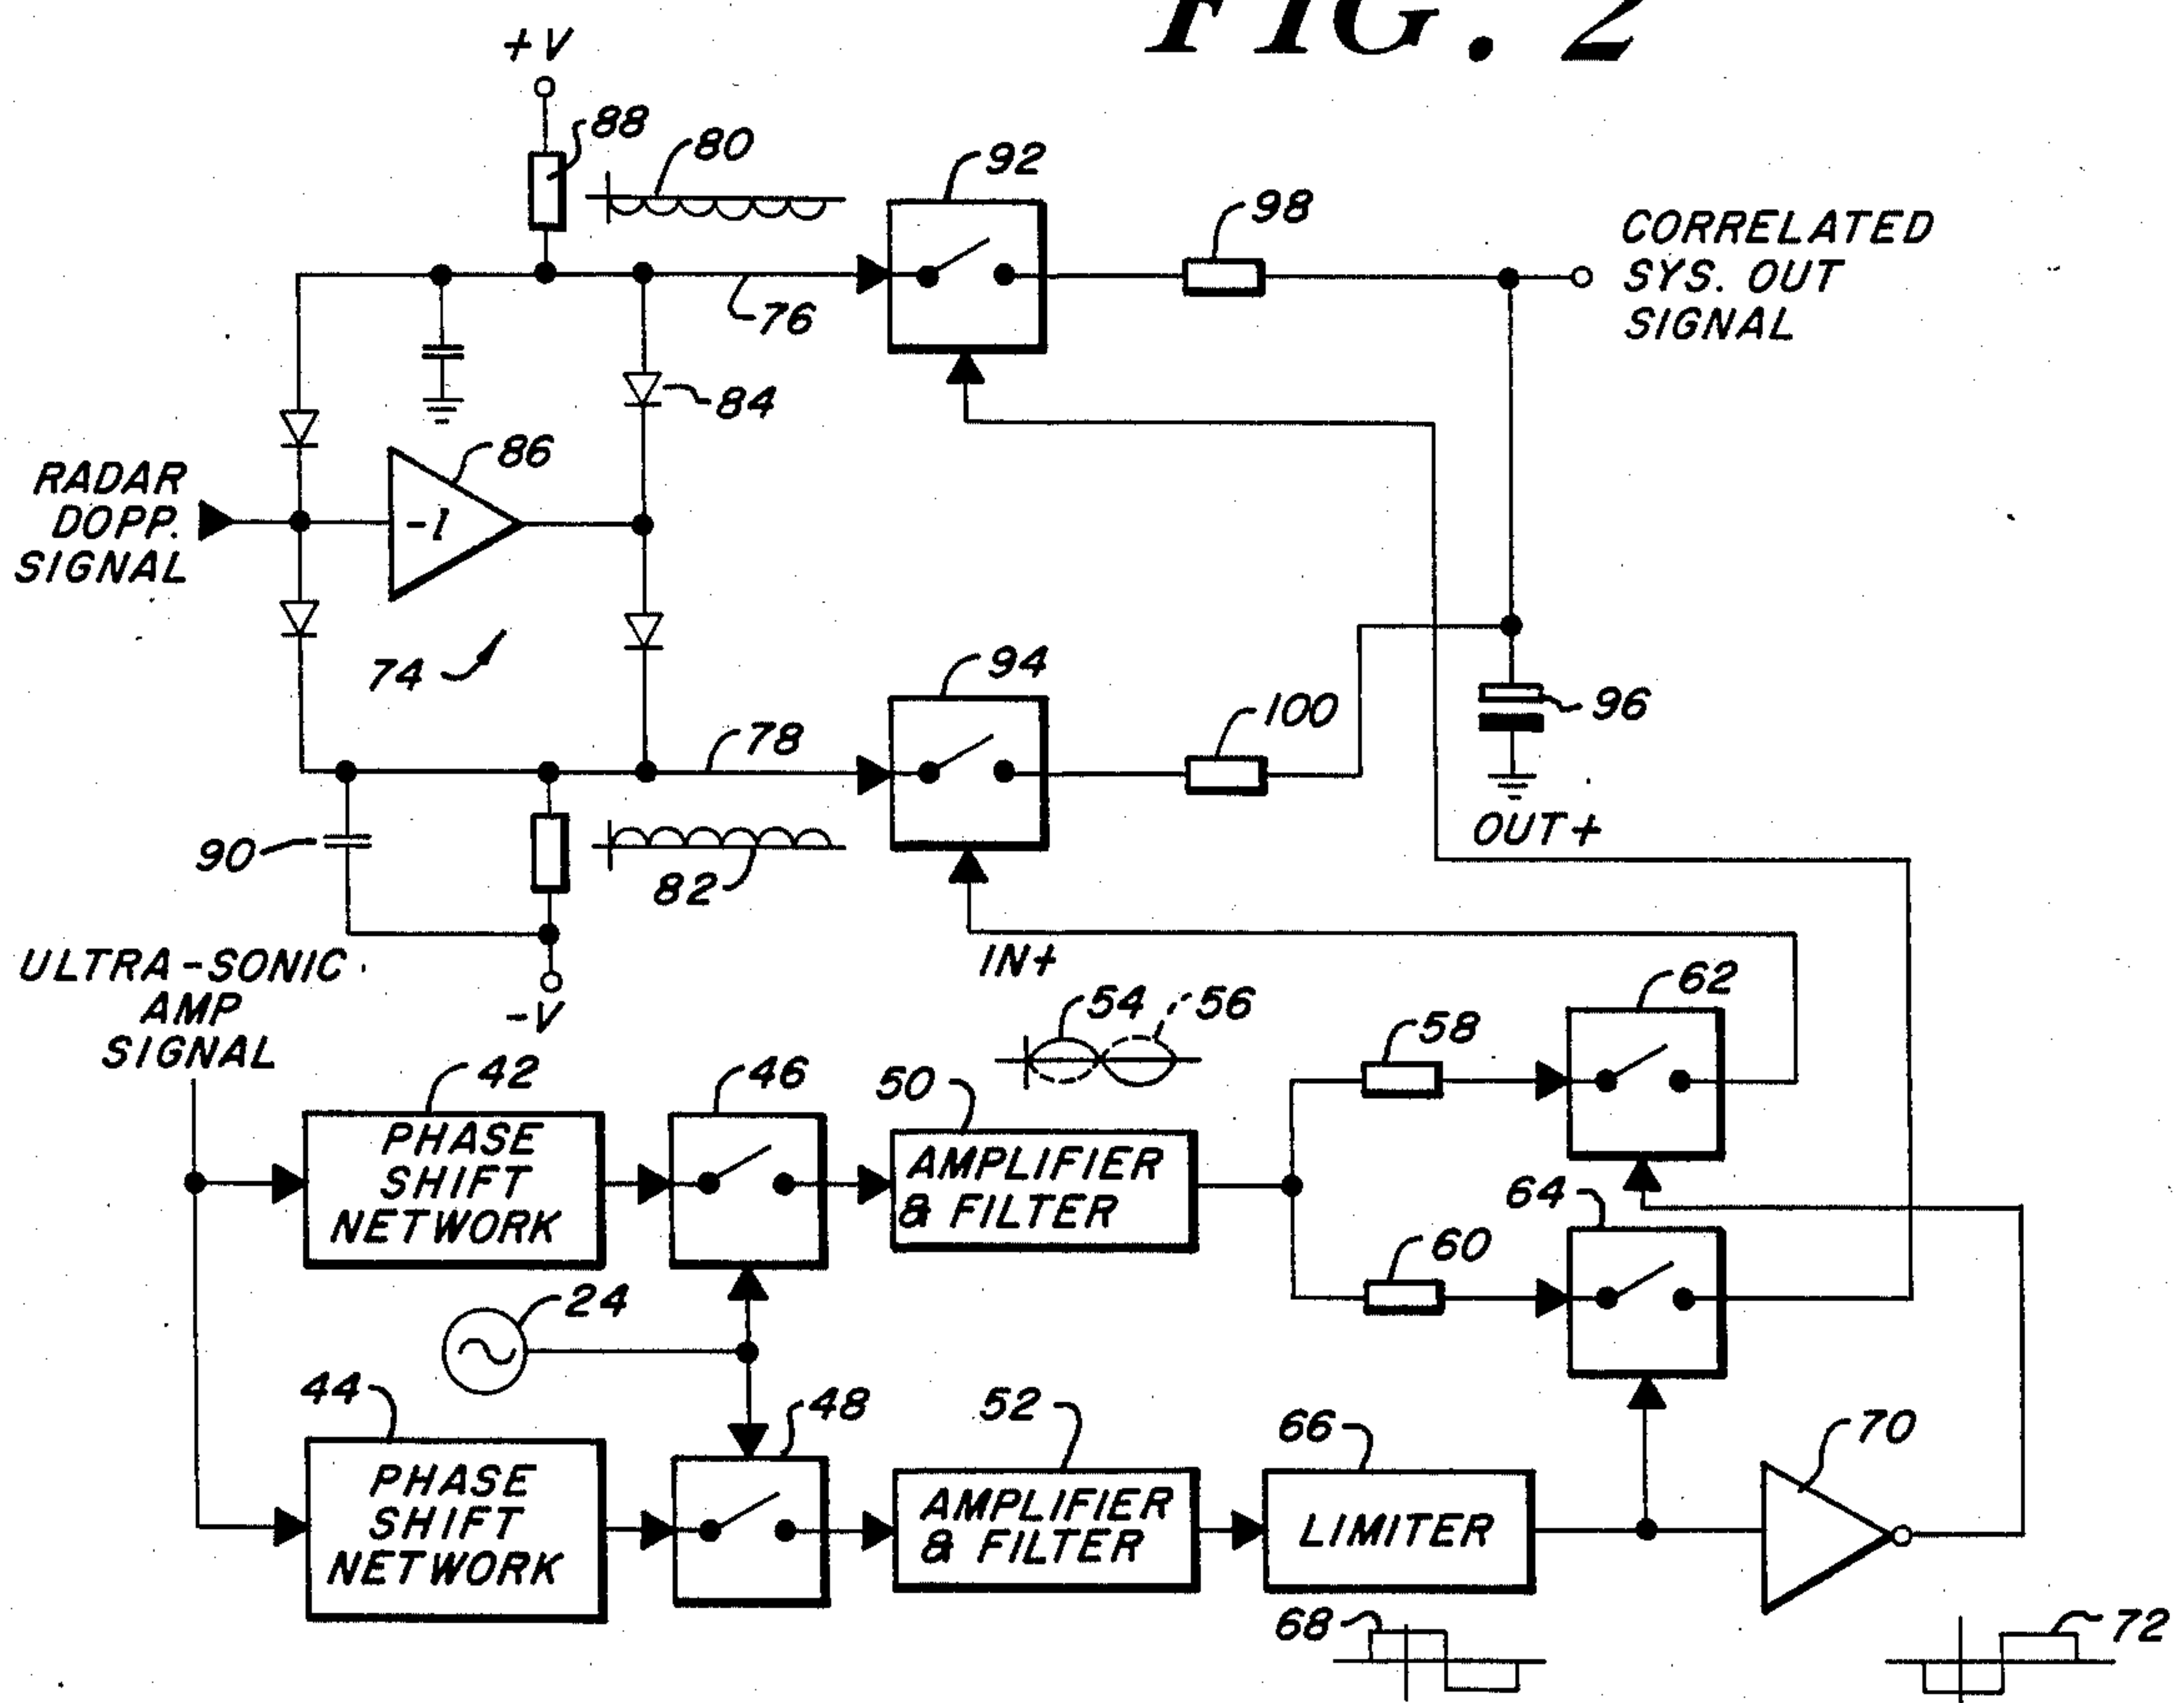 FIG. 2
+V
88
80
92
98
CORRELATED
SYS. OUT
SIGNAL
76
84
86
RADAR
DOPP.
SIGNAL
-1
74
94
100
96
78
OUT+
90
82
IN+
ULTRA-SONIC
AMP
SIGNAL
-V
54
56
62
58
42
46
50
PHASE
SHIFT
NETWORK
AMPLIFIER
& FILTER
64
60
24
44
48
52
66
70
PHASE
SHIFT
NETWORK
AMPLIFIER
& FILTER
LIMITER
68
72